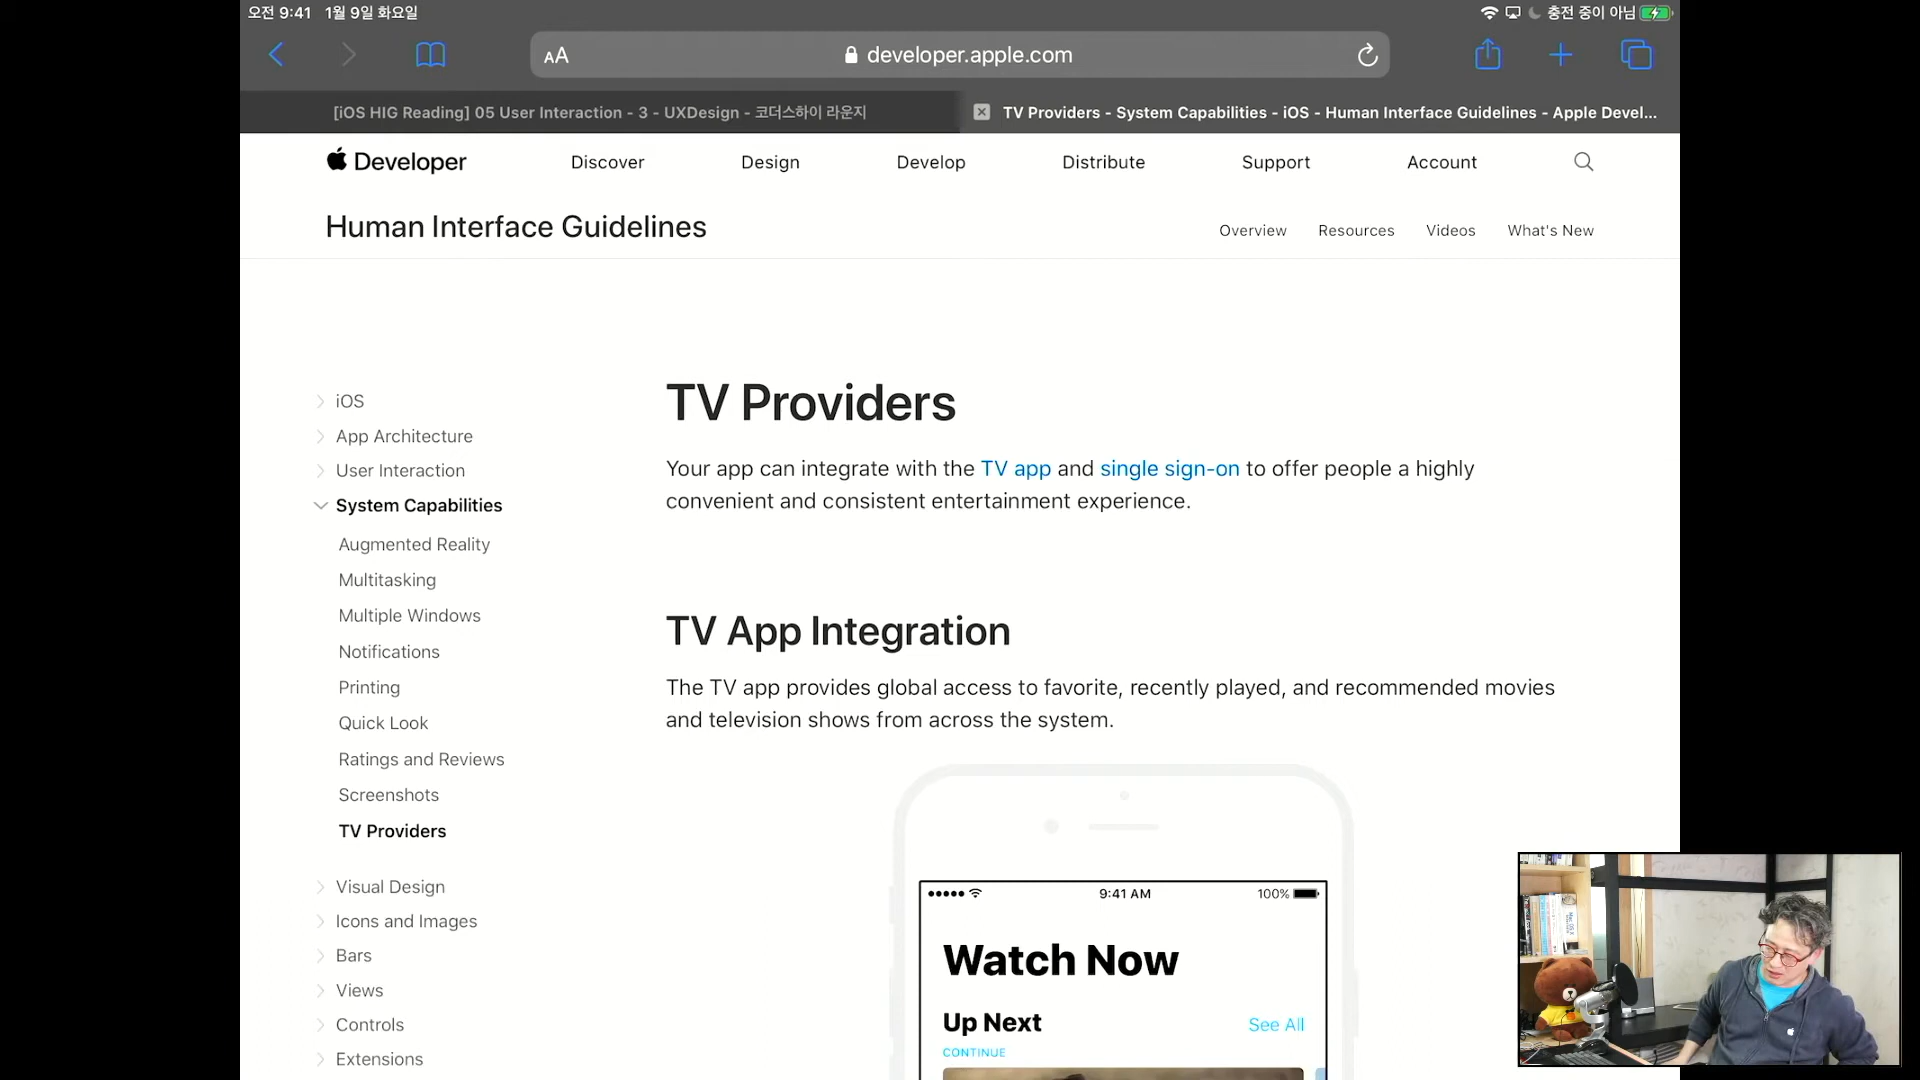 오전 9:41 1월 9일 화요일
충전 중이 아님
AA
developer.apple.com
[iOS HIG Reading] 05 User Interaction - 3 - UXDesign - 코더스하이 라운지
TV Providers - System Capabilities - iOS - Human Interface Guidelines - Apple Devel...
Developer
Discover
Design
Develop
Distribute
Support
Account
Human Interface Guidelines
Overview
Resources
Videos
What's New
iOS
App Architecture
User Interaction
System Capabilities
Augmented Reality
Multitasking
Multiple Windows
Notifications
Printing
Quick Look
Ratings and Reviews
Screenshots
TV Providers
Visual Design
Icons and Images
Bars
Views
Controls
Extensions
TV Providers
Your app can integrate with the TV app and single sign-on to offer people a highly
convenient and consistent entertainment experience.
TV App Integration
The TV app provides global access to favorite, recently played, and recommended movies
and television shows from across the system.
9:41 AM
100%
Watch Now
Up Next
See All
CONTINUE